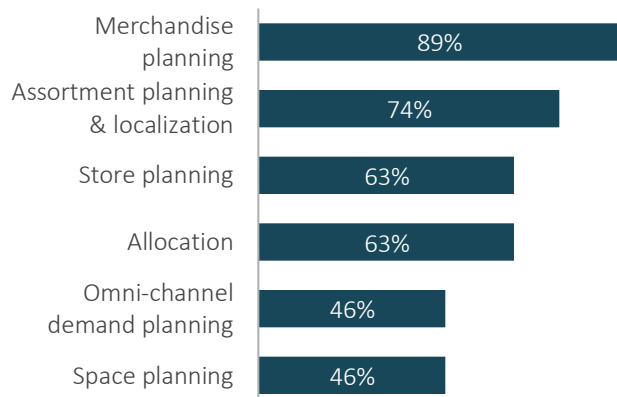 Merchandise
planning
89%
Assortment planning
& localization
74%
Store planning
63%
Allocation
63%
Omni-channel
demand planning
46%
Space planning
46%